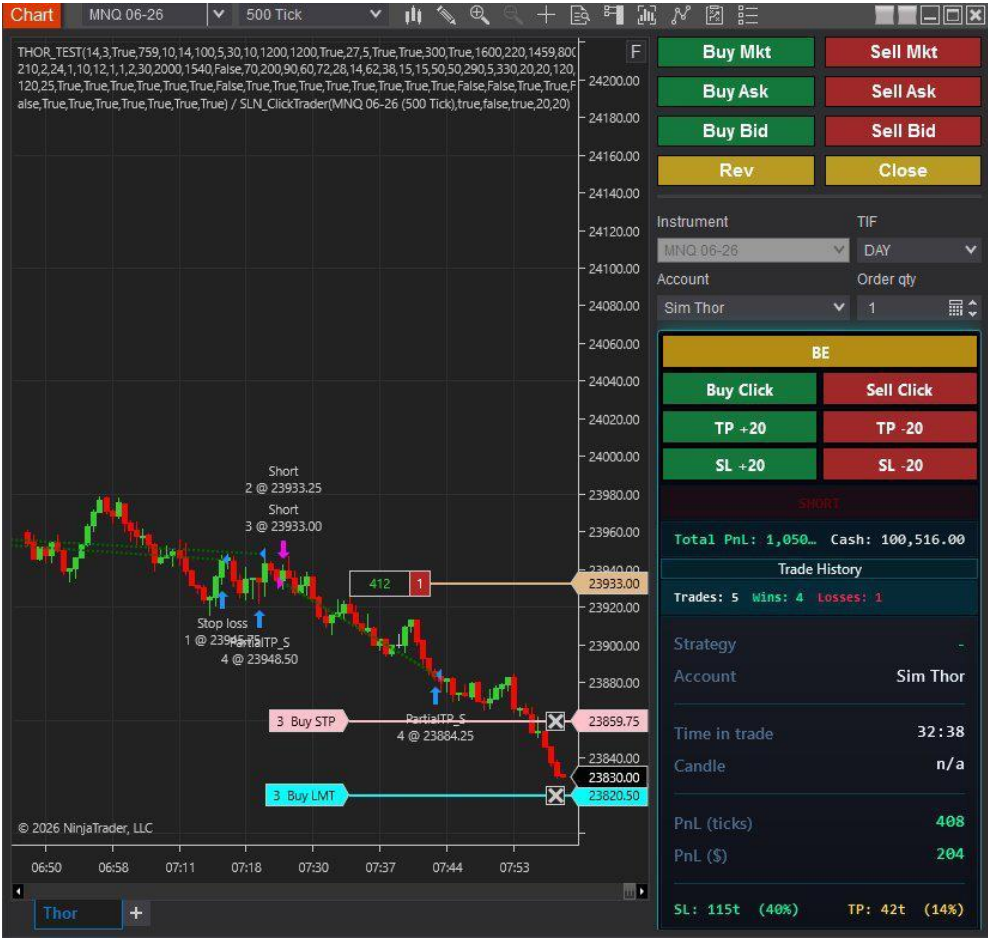 Chart MNQ 06-26 500 Tick
THOR_TEST(14,3,True,759,10,14,100,5,30,10,1200,1200,True,27,5,True,True,300,True,1600,220,1459,800
210,2,24,1,10,12,1,1,2,30,2000,1540,False,70,200,90,60,72,28,14,62,38,15,15,50,50,290,5,330,20,20,120,
120,25,True,True,True,True,True,True,False,True,True,True,True,True,True,True,False,False,True,True,F
alse,True,True,True,True,True,True,True) / SLN_ClickTrader(MNQ 06-26 (500 Tick),true,false,true,20,20)
F
24200.00
24180.00
24160.00
24140.00
24120.00
24100.00
24080.00
24060.00
24040.00
24020.00
24000.00
23980.00
23960.00
23940.00
23933.00
23920.00
23900.00
23880.00
23859.75
23840.00
23830.00
23820.50
Short
2 @ 23933.25
Short
3 @ 23933.00
412 1
Stop loss
1 @ 23945.75
PartialTP_S
4 @ 23948.50
PartialTP_S
4 @ 23884.25
3 Buy STP
3 Buy LMT
© 2026 NinjaTrader, LLC
06:50 06:58 07:11 07:18 07:30 07:37 07:44 07:53
Thor +
Buy Mkt Sell Mkt
Buy Ask Sell Ask
Buy Bid Sell Bid
Rev Close
Instrument TIF
MNQ 06-26 DAY
Account Order qty
Sim Thor 1
BE
Buy Click Sell Click
TP +20 TP -20
SL +20 SL -20
SHORT
Total PnL: 1,050… Cash: 100,516.00
Trade History
Trades: 5 Wins: 4 Losses: 1
Strategy -
Account Sim Thor
Time in trade 32:38
Candle n/a
PnL (ticks) 408
PnL ($) 204
SL: 115t (40%) TP: 42t (14%)